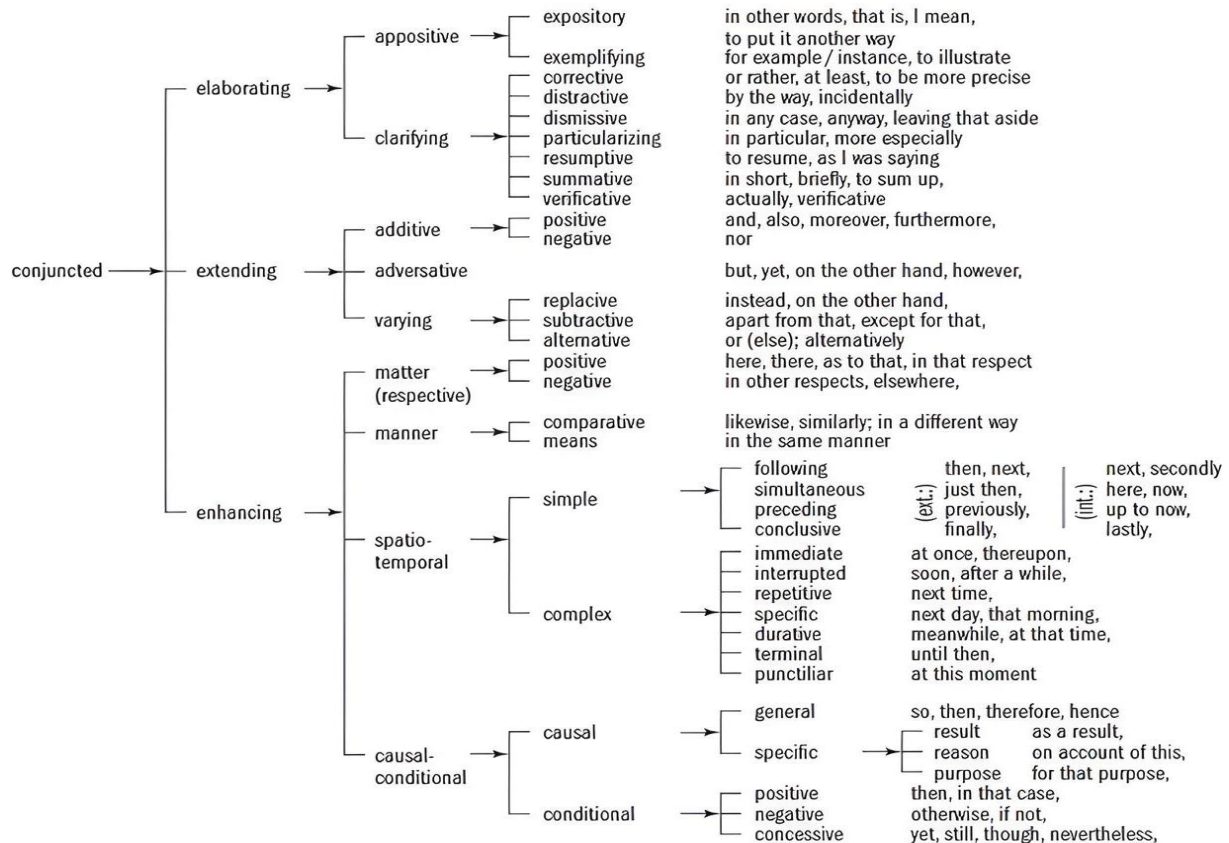 expository in other words, that is, I mean,
appositive to put it another way
exemplifying for example / instance, to illustrate
corrective or rather, at least, to be more precise
elaborating distractive by the way, incidentally
dismissive in any case, anyway, leaving that aside
clarifying particularizing in particular, more especially
resumptive to resume, as I was saying
summative in short, briefly, to sum up,
verificative actually, verificative
additive positive and, also, moreover, furthermore,
negative nor
conjuncted extending adversative but, yet, on the other hand, however,
replacive instead, on the other hand,
varying subtractive apart from that, except for that,
alternative or (else); alternatively
matter positive here, there, as to that, in that respect
(respective) negative in other respects, elsewhere,
manner comparative likewise, similarly; in a different way
means in the same manner
following then, next, next, secondly
simple simultaneous (ext.:) just then, (int.:) here, now,
enhancing preceding previously, up to now,
conclusive finally, lastly,
spatio- immediate at once, thereupon,
temporal interrupted soon, after a while,
repetitive next time,
complex specific next day, that morning,
durative meanwhile, at that time,
terminal until then,
punctiliar at this moment
general so, then, therefore, hence
causal result as a result,
causal- specific reason on account of this,
conditional purpose for that purpose,
positive then, in that case,
conditional negative otherwise, if not,
concessive yet, still, though, nevertheless,